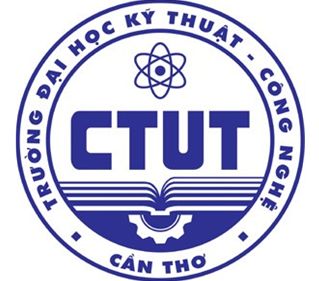 TRƯỜNG ĐẠI HỌC KỸ THUẬT - CÔNG NGHỆ
CTUT
CẦN THƠ